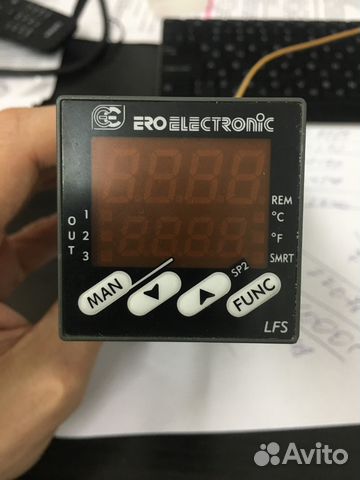 ERO ELECTRONIC
REM
°C
°F
SMRT
OUT
1
2
3
MAN
SP2
FUNC
LFS
Avito